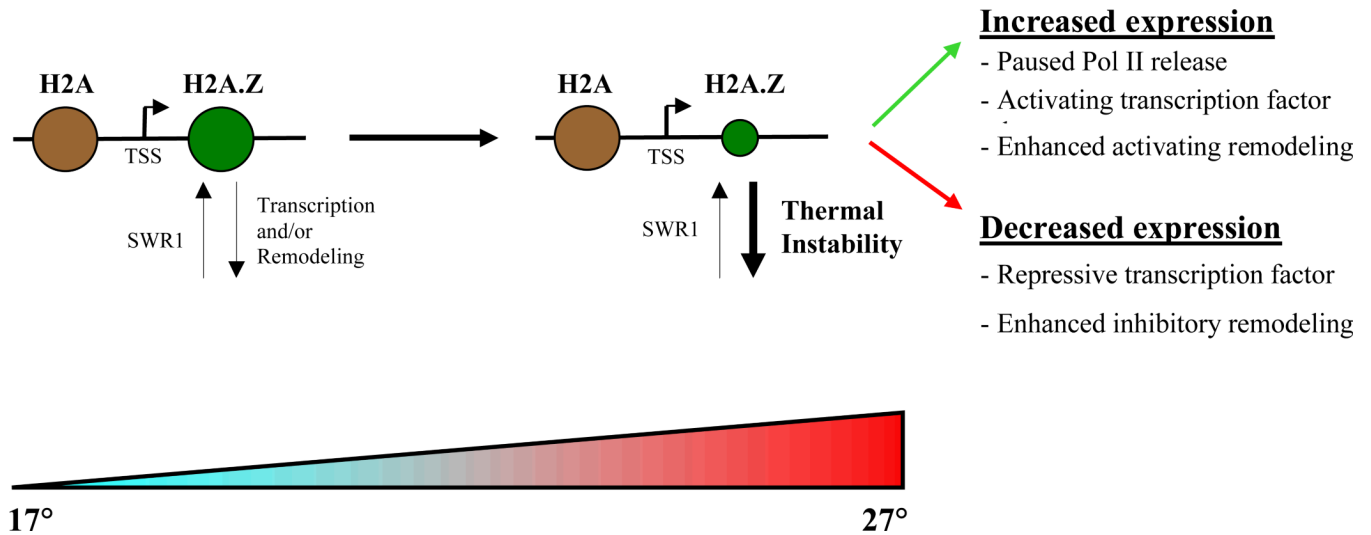 H2A
H2A.Z
TSS
SWR1
Transcription
and/or
Remodeling
H2A
H2A.Z
TSS
SWR1
Thermal
Instability
Increased expression
- Paused Pol II release
- Activating transcription factor
- Enhanced activating remodeling
Decreased expression
- Repressive transcription factor
- Enhanced inhibitory remodeling
17°
27°